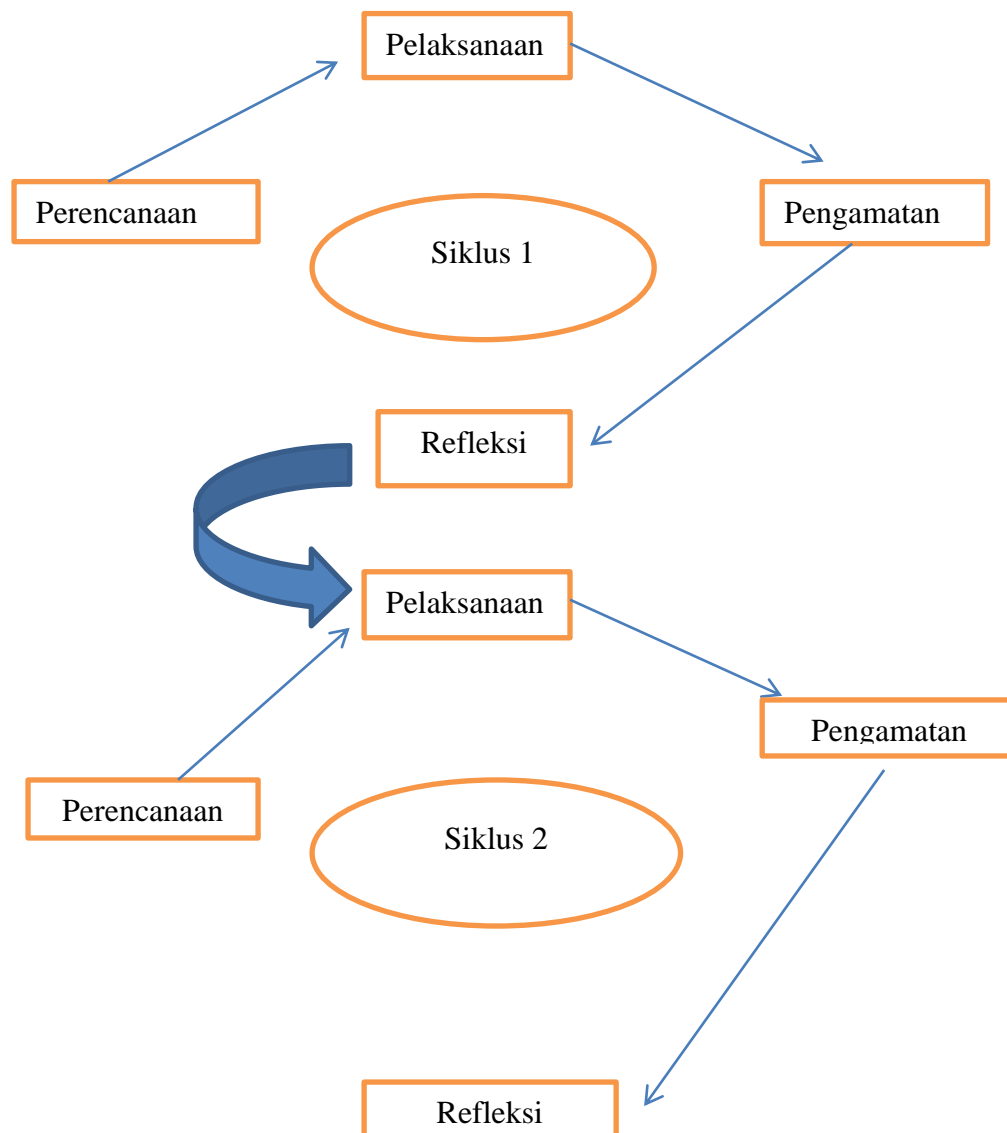 Pelaksanaan
Perencanaan
Pengamatan
Siklus 1
Refleksi
Pelaksanaan
Pengamatan
Perencanaan
Siklus 2
Refleksi